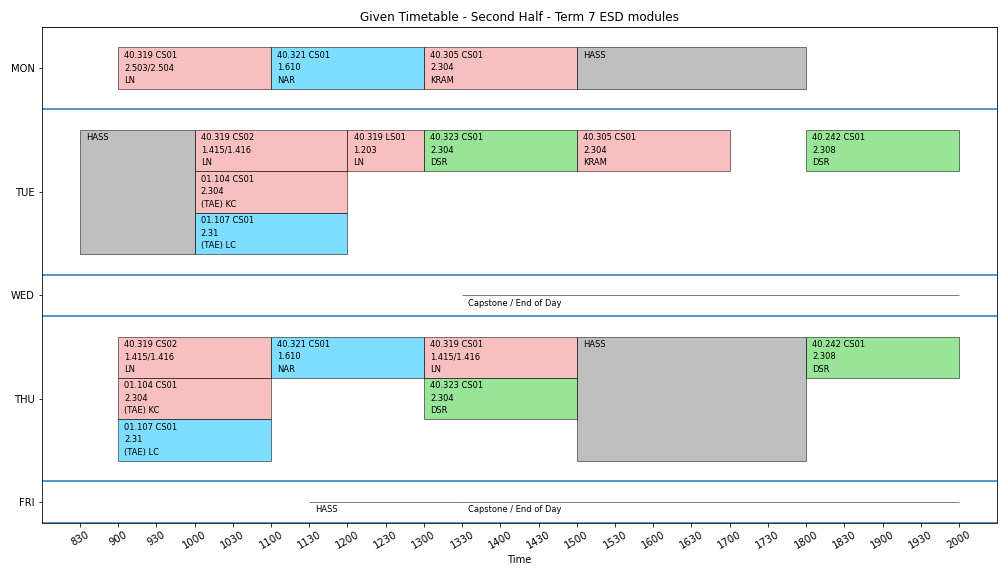 Given Timetable - Second Half - Term 7 ESD modules
MON
40.319 CS01
2.503/2.504
LN
40.321 CS01
1.610
NAR
40.305 CS01
2.304
KRAM
HASS
TUE
HASS
40.319 CS02
1.415/1.416
LN
01.104 CS01
2.304
(TAE) KC
01.107 CS01
2.31
(TAE) LC
40.319 LS01
1.203
LN
40.323 CS01
2.304
DSR
40.305 CS01
2.304
KRAM
40.242 CS01
2.308
DSR
WED
Capstone / End of Day
THU
40.319 CS02
1.415/1.416
LN
01.104 CS01
2.304
(TAE) KC
01.107 CS01
2.31
(TAE) LC
40.321 CS01
1.610
NAR
40.319 CS01
1.415/1.416
LN
40.323 CS01
2.304
DSR
HASS
40.242 CS01
2.308
DSR
FRI
HASS
Capstone / End of Day
830 900 930 1000 1030 1100 1130 1200 1230 1300 1330 1400 1430 1500 1600 1630 1700 1730 1800 1830 1900 1930 2000
Time